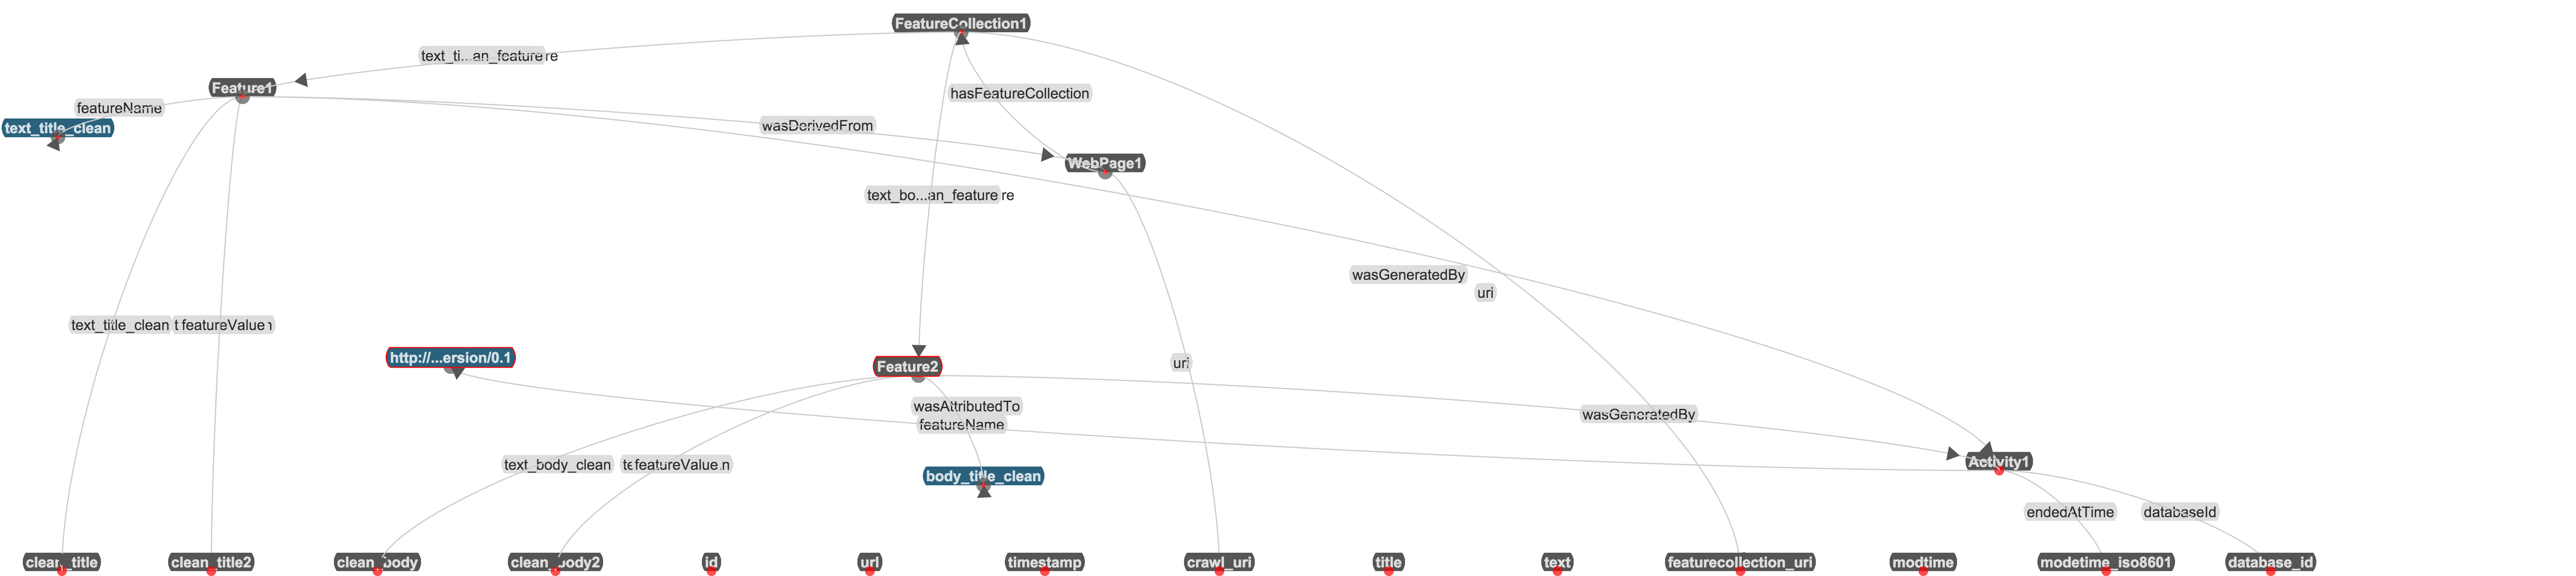 FeatureCollection1
text_ti...an_feature re
Feature1
hasFeatureCollection
featureName
text_title_clean
wasDerivedFrom
WebPage1
text_bo...an_feature re
wasGeneratedBy
uri
text_title_clean t featureValue
http://...ersion/0.1
uri
Feature2
wasAttributedTo
wasGeneratedBy
featureName
text_body_clean te featureValue n
Activity1
body_title_clean
endedAtTime databaseId
clean_title clean_title2 clean_body clean_body2 id url timestamp crawl_uri title text featurecollection_uri modtime modetime_iso8601 database_id